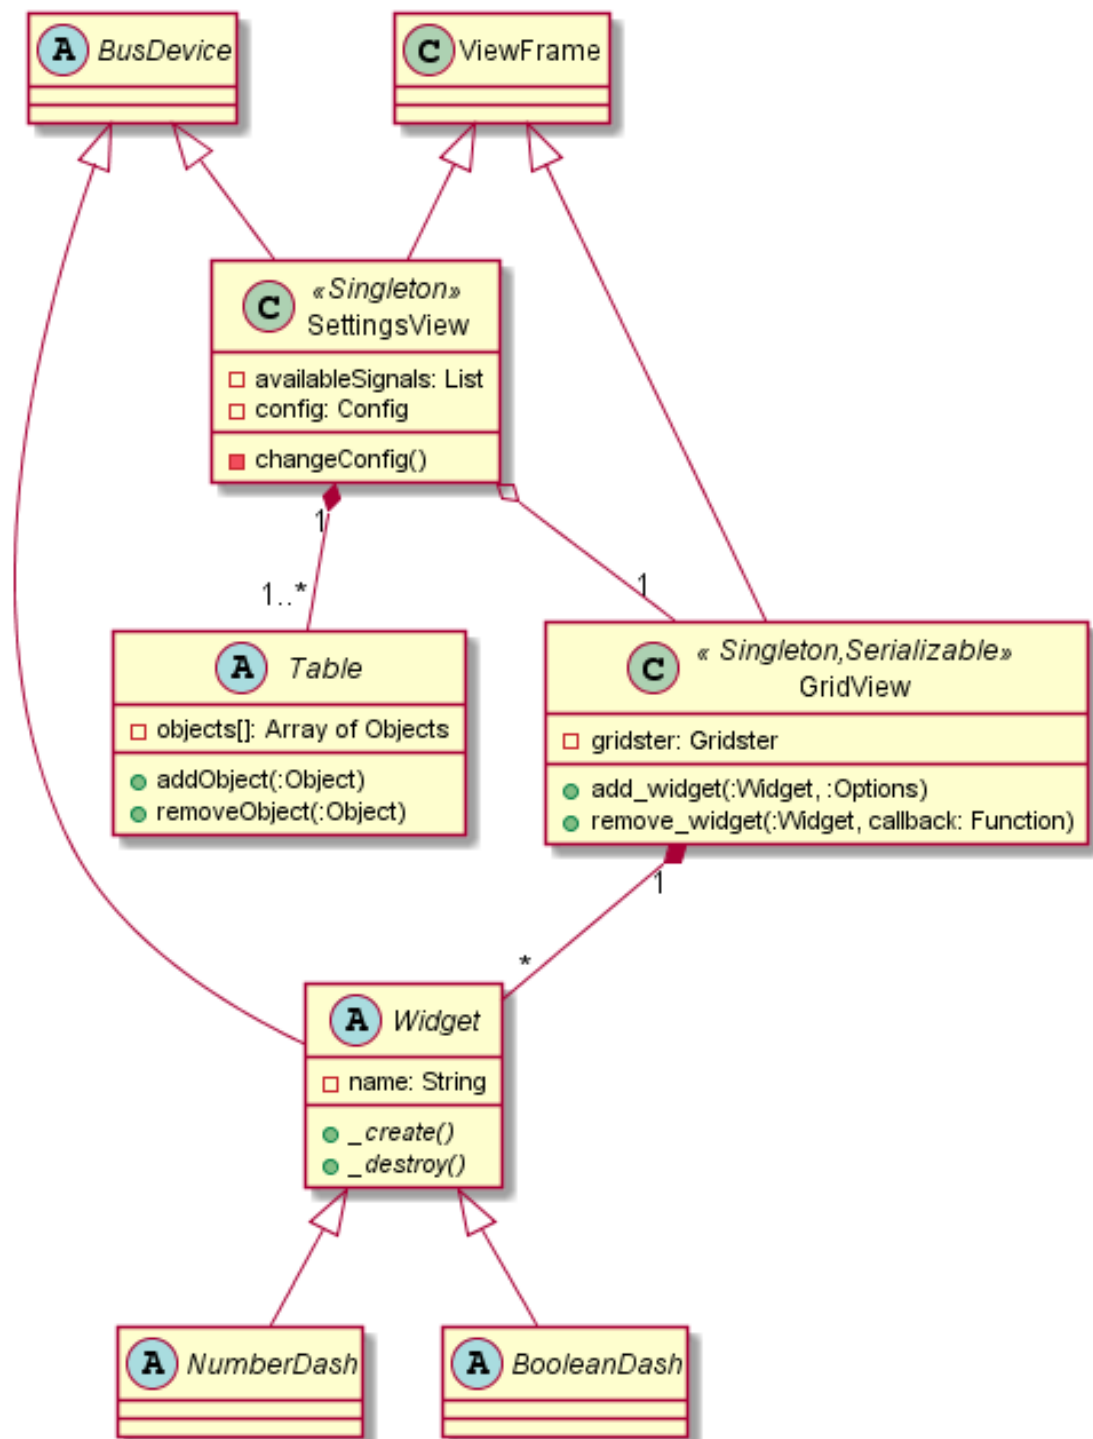 A BusDevice
C ViewFrame
C «Singleton»
SettingsView
availableSignals: List
config: Config
changeConfig()
1
1..*
1
A Table
objects[]: Array of Objects
addObject(:Object)
removeObject(:Object)
C « Singleton,Serializable»
GridView
gridster: Gridster
add_widget(:Widget, :Options)
remove_widget(:Widget, callback: Function)
1
*
A Widget
name: String
_create()
_destroy()
A NumberDash
A BooleanDash